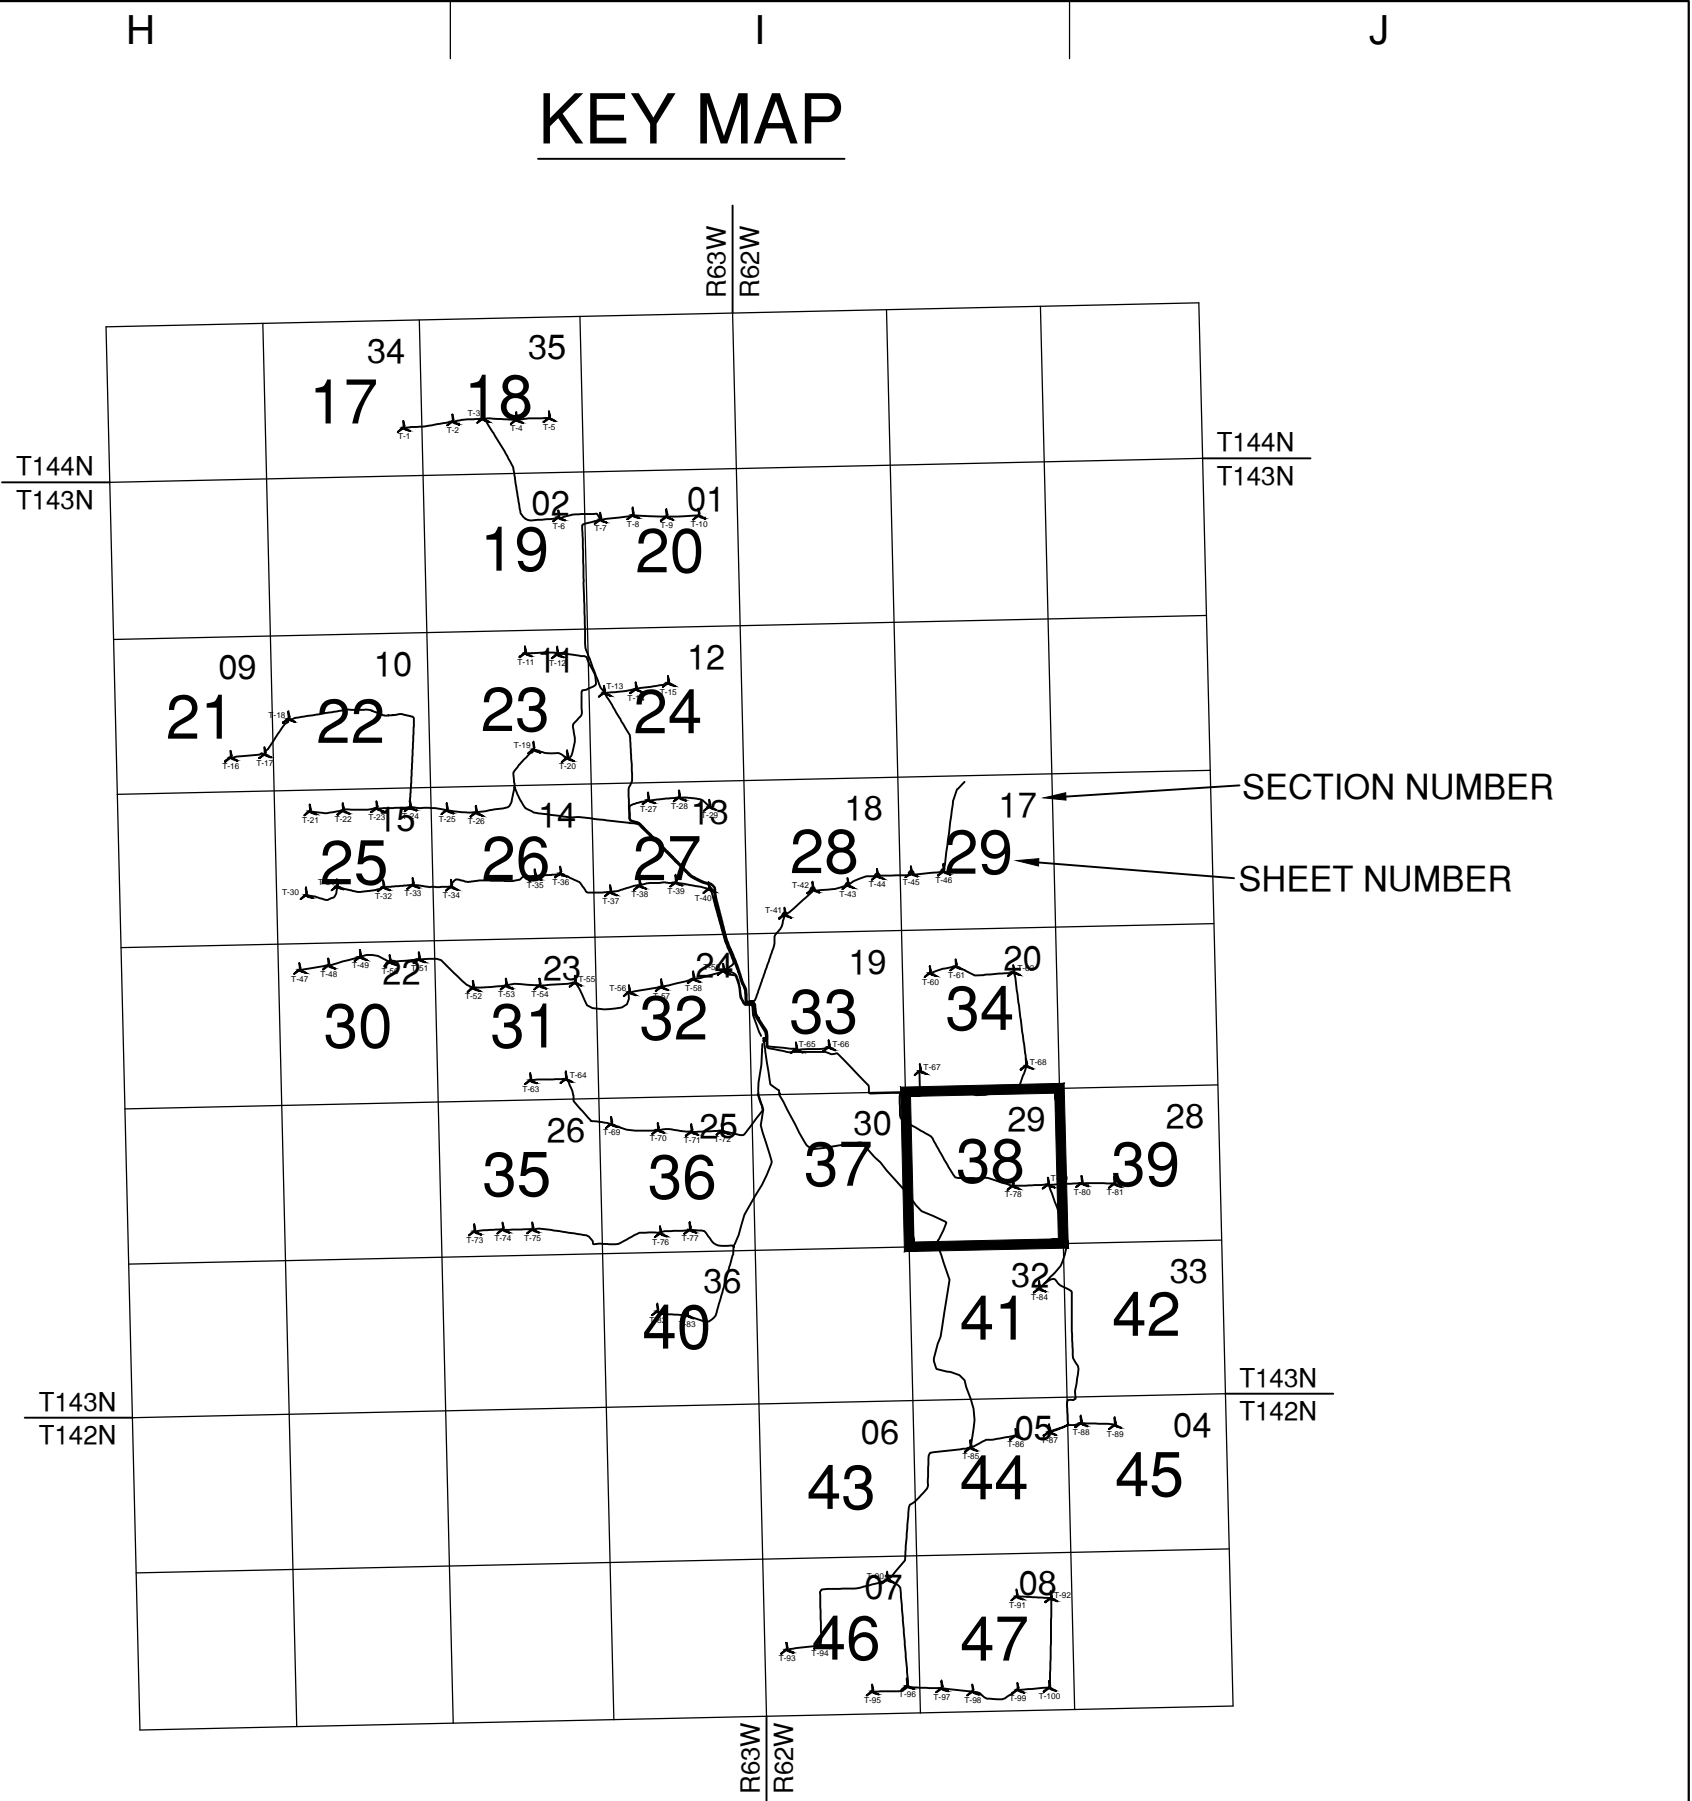 H I J
KEY MAP
R63W
R62W
34 35
17 18
T-1 T-2 T-3 T-4 T-5
T144N
T143N
T144N
T143N
02 01
T-6 T-7 T-8 T-9 T-10
19 20
09 10 11 12
T-11 T-12 T-13 T-15
21 22 23 24
T-16 T-17 T-18 T-19 T-20
15 14 13 18 17
SECTION NUMBER
T-21 T-22 T-23 T-24 T-25 T-26 T-27 T-28 T-29
25 26 27 28 29
SHEET NUMBER
T-30 T-32 T-33 T-34 T-35 T-36 T-37 T-38 T-39 T-40 T-41 T-42 T-43 T-44 T-45 T-46
22 23 24 19 20
T-47 T-48 T-49 T-51 T-52 T-53 T-54 T-55 T-56 T-57 T-58 T-60 T-61
30 31 32 33 34
T-63 T-64 T-65 T-66 T-67 T-68
26 25 30 29 28
T-69 T-70 T-71 T-72
35 36 37 38 39
T-73 T-74 T-75 T-76 T-77 T-78 T-80 T-81
36 32 33
T-83 T-84
40 41 42
T143N
T142N
T143N
T142N
06 05 04
T-85 T-86 T-87 T-88 T-89
43 44 45
07 08
T-91 T-92
46 47
T-93 T-94
T-95 T-96 T-97 T-98 T-99 T-100
R63W
R62W